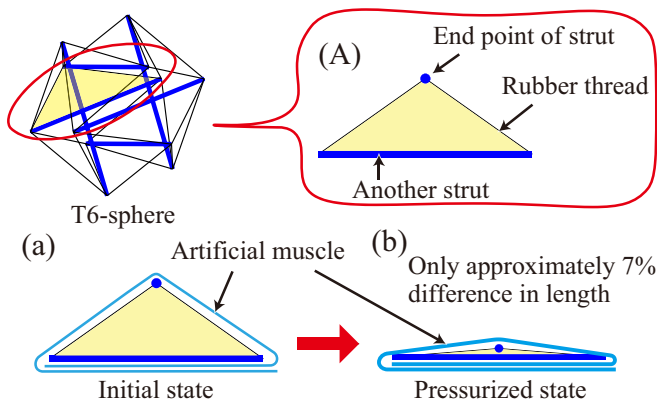 (A)
End point of strut
Rubber thread
Another strut
T6-sphere
(a)
Artificial muscle
(b)
Only approximately 7%
difference in length
Initial state
Pressurized state